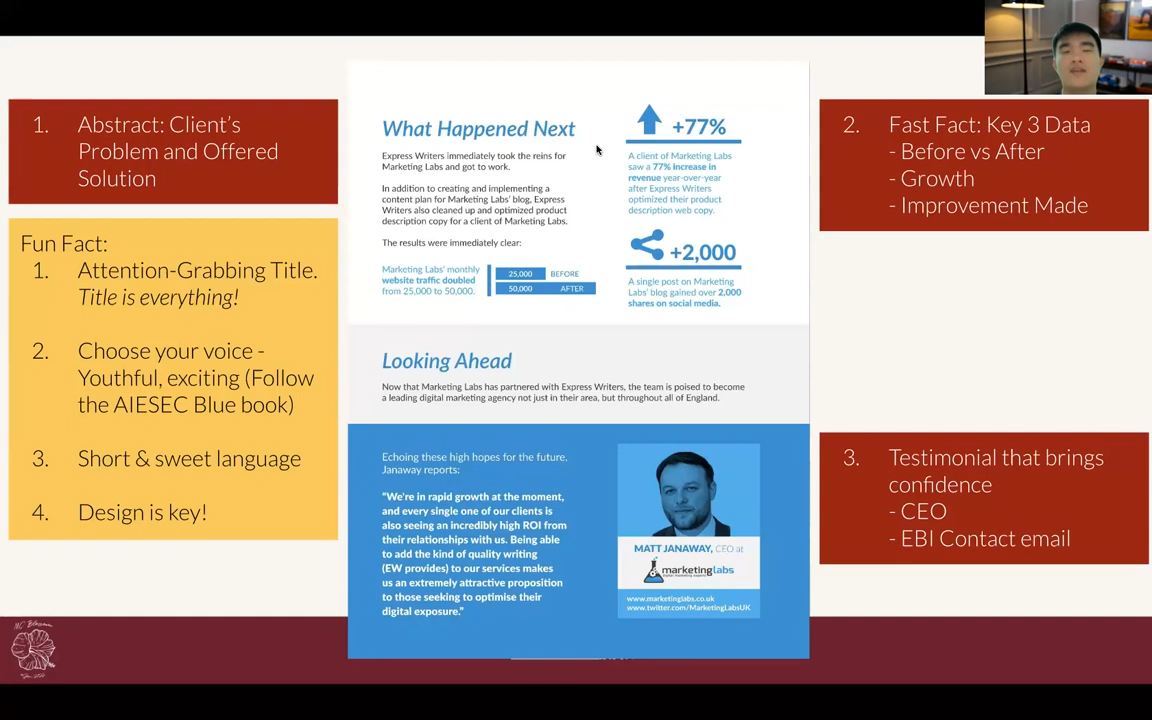 1. Abstract: Client's
Problem and Offered
Solution
Fun Fact:
1. Attention-Grabbing Title.
Title is everything!
2. Choose your voice -
Youthful, exciting (Follow
the AIESEC Blue book)
3. Short & sweet language
4. Design is key!
What Happened Next
Express Writers immediately took the reins for
Marketing Labs and got to work.
In addition to creating and implementing a
content plan for Marketing Labs' blog, Express
Writers also cleaned up and optimized product
description copy for a client of Marketing Labs.
The results were immediately clear:
Marketing Labs' monthly
website traffic doubled
from 25,000 to 50,000.
25,000 BEFORE
50,000 AFTER
+77%
A client of Marketing Labs
saw a 77% increase in
revenue year-over-year
after Express Writers
optimized their product
description web copy.
+2,000
A single post on Marketing
Labs' blog gained over 2,000
shares on social media.
Looking Ahead
Now that Marketing Labs has partnered with Express Writers, the team is poised to become
a leading digital marketing agency not just in their area, but throughout all of England.
Echoing these high hopes for the future,
Janaway reports:
"We're in rapid growth at the moment,
and every single one of our clients is
also seeing an incredibly high ROI from
their relationships with us. Being able
to add the kind of quality writing
(EW provides) to our services makes
us an extremely attractive proposition
to those seeking to optimise their
digital exposure."
MATT JANAWAY, CEO at
marketinglabs
www.marketinglabs.co.uk
www.twitter.com/MarketingLabsUK
2. Fast Fact: Key 3 Data
- Before vs After
- Growth
- Improvement Made
3. Testimonial that brings
confidence
- CEO
- EBI Contact email
MC Blossom